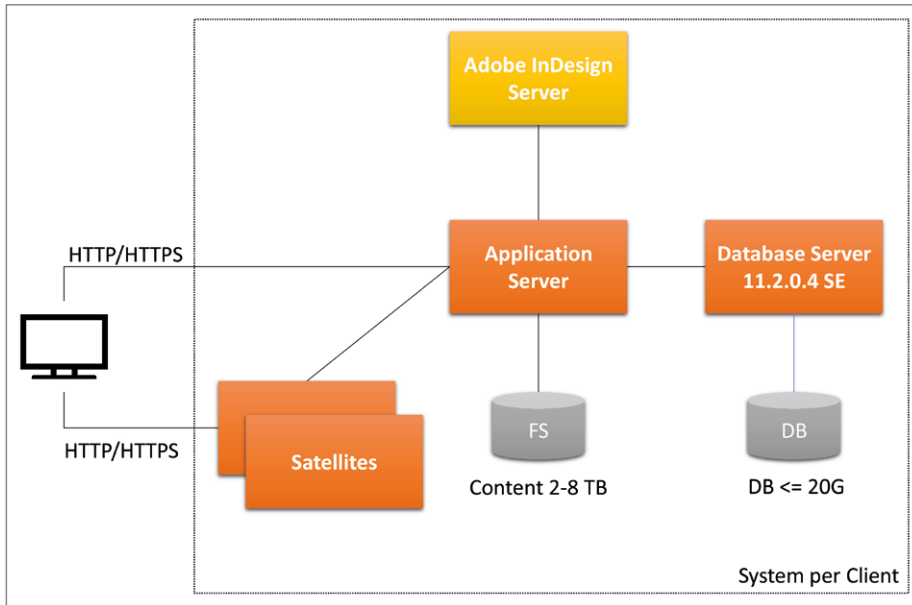 Adobe InDesign
Server
HTTP/HTTPS
Application
Server
Database Server
11.2.0.4 SE
HTTP/HTTPS
Satellites
FS
DB
Content 2-8 TB
DB <= 20G
System per Client